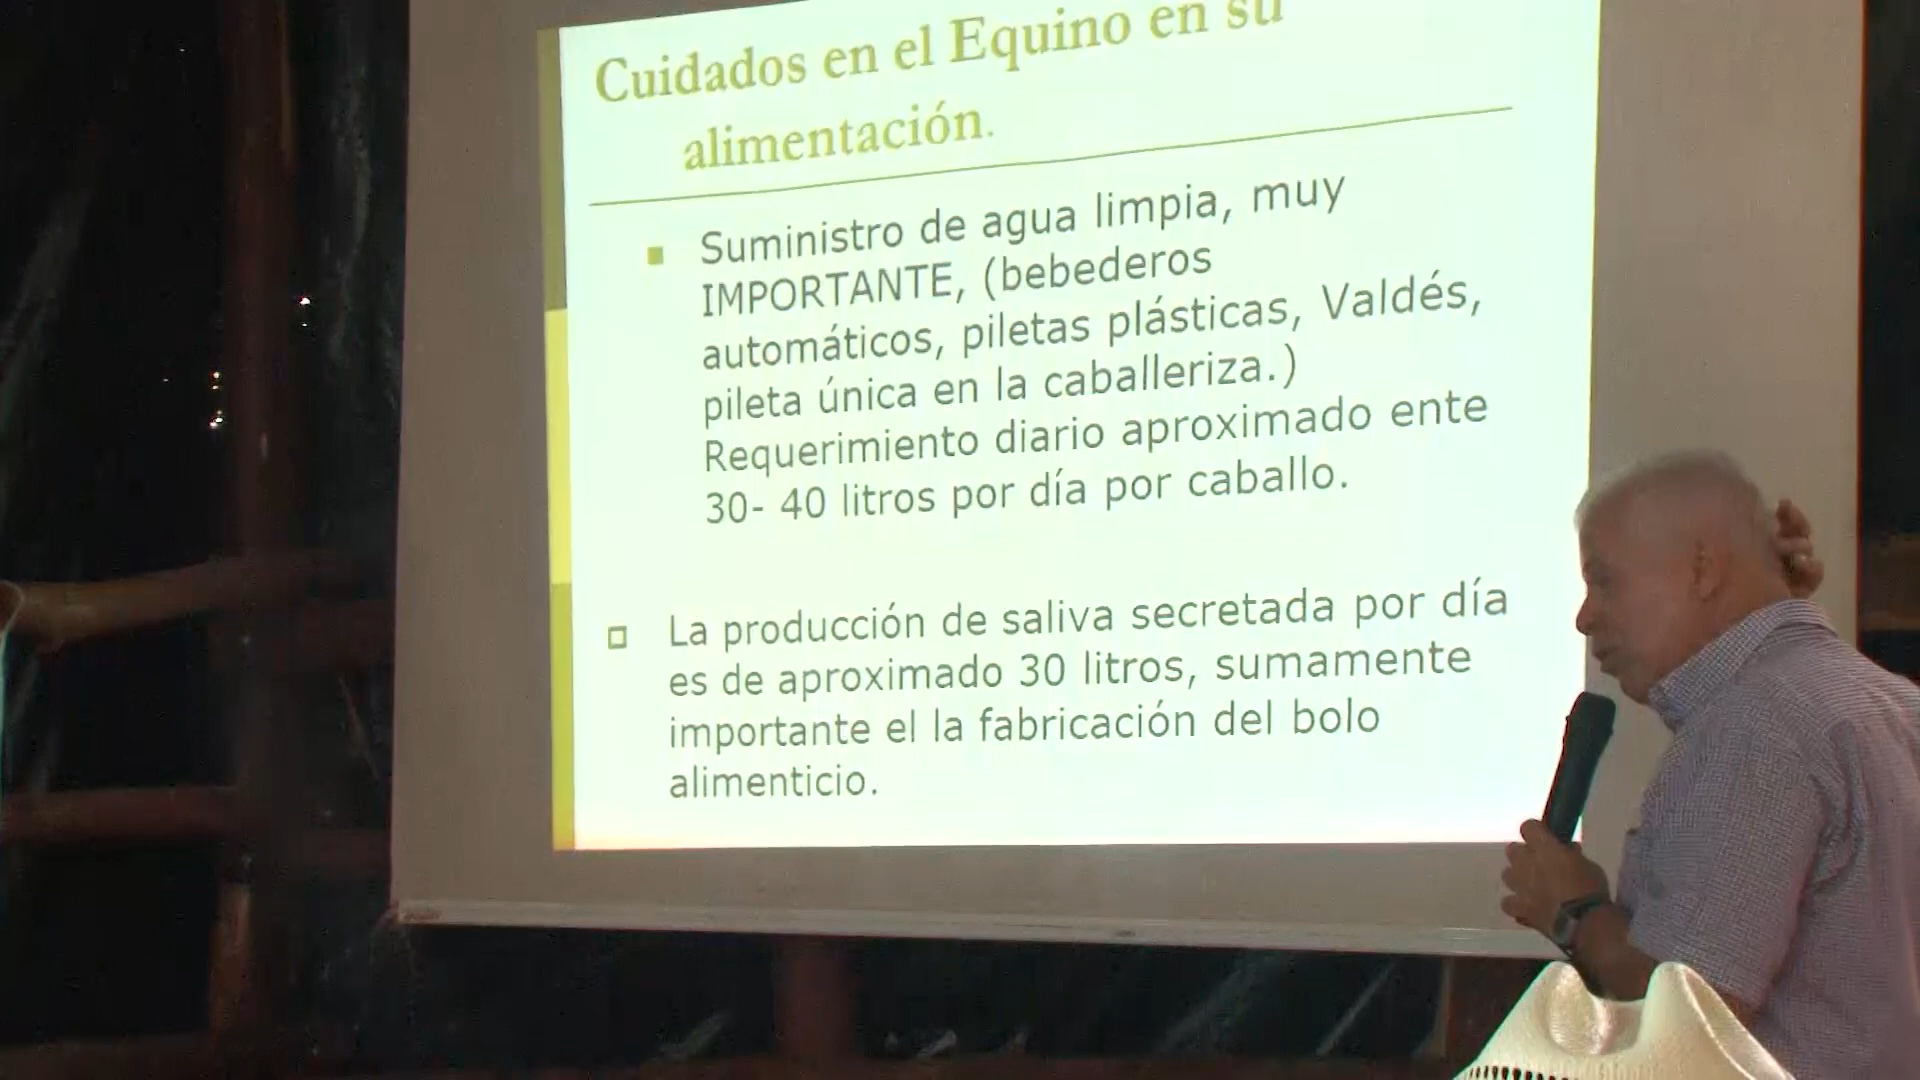 Cuidados en el Equino en su
alimentación.
Suministro de agua limpia, muy
IMPORTANTE, (bebederos
automáticos, piletas plásticas, Valdés,
pileta única en la caballeriza.)
Requerimiento diario aproximado ente
30- 40 litros por día por caballo.
La producción de saliva secretada por día
es de aproximado 30 litros, sumamente
importante el la fabricación del bolo
alimenticio.